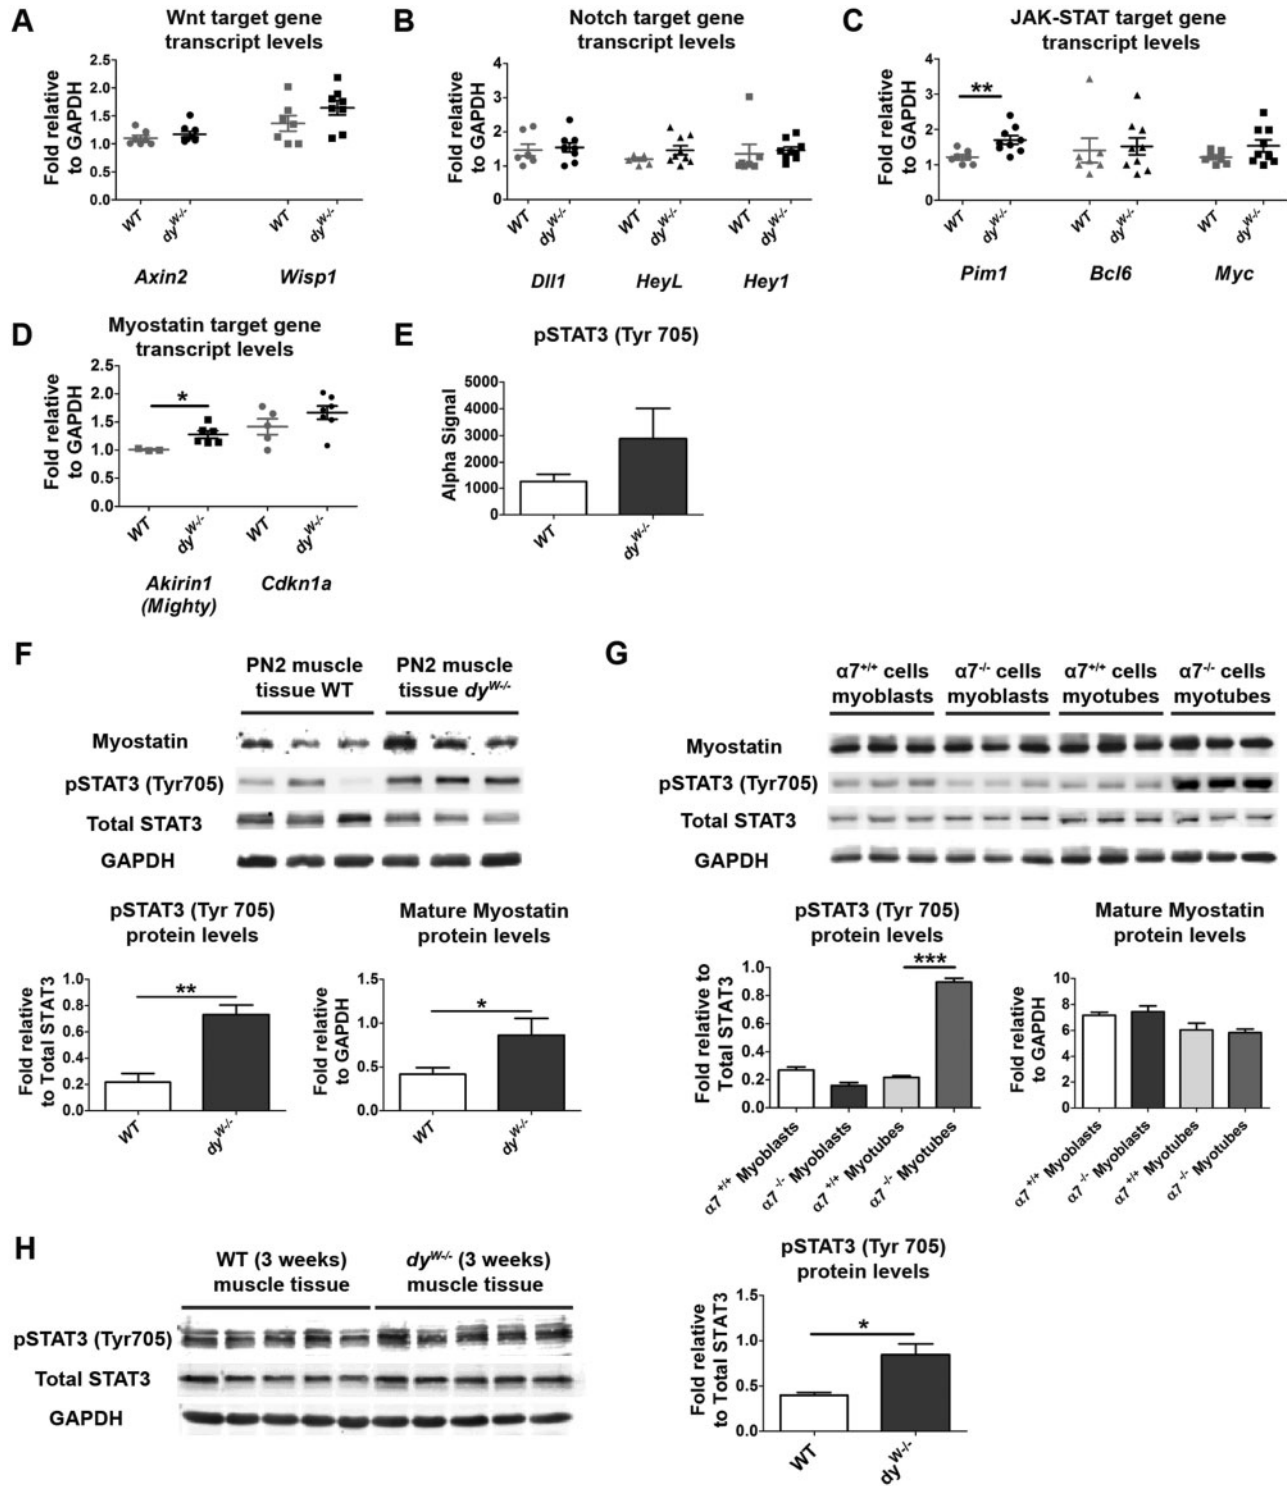 A
Wnt target gene
transcript levels
Fold relative
to GAPDH
2.5
2.0
1.5
1.0
0.5
0.0
WT
dyW-/-
WT
dyW-/-
Axin2
Wisp1
B
Notch target gene
transcript levels
Fold relative
to GAPDH
4
3
2
1
0
WT
dyW-/-
WT
dyW-/-
WT
dyW-/-
Dll1
HeyL
Hey1
C
JAK-STAT target gene
transcript levels
Fold relative
to GAPDH
4
3
2
1
0
**
WT
dyW-/-
WT
dyW-/-
WT
dyW-/-
Pim1
Bcl6
Myc
D
Myostatin target gene
transcript levels
Fold relative
to GAPDH
2.5
2.0
1.5
1.0
0.5
0.0
*
WT
dyW-/-
WT
dyW-/-
Akirin1
(Mighty)
Cdkn1a
E
pSTAT3 (Tyr 705)
Alpha Signal
5000
4000
3000
2000
1000
0
WT
dyW-/-
F
PN2 muscle
tissue WT
PN2 muscle
tissue dyW-/-
Myostatin
pSTAT3 (Tyr705)
Total STAT3
GAPDH
pSTAT3 (Tyr 705)
protein levels
Fold relative
to Total STAT3
1.0
0.8
0.6
0.4
0.2
0.0
**
WT
dyW-/-
Mature Myostatin
protein levels
Fold relative
to GAPDH
1.5
1.0
0.5
0.0
*
WT
dyW-/-
G
α7+/+ cells
myoblasts
α7-/- cells
myoblasts
α7+/+ cells
myotubes
α7-/- cells
myotubes
Myostatin
pSTAT3 (Tyr705)
Total STAT3
GAPDH
pSTAT3 (Tyr 705)
protein levels
Fold relative to
Total STAT3
1.0
0.8
0.6
0.4
0.2
0.0
***
α7+/+ Myoblasts
α7-/- Myoblasts
α7+/+ Myotubes
α7-/- Myotubes
Mature Myostatin
protein levels
Fold relative
to GAPDH
10
8
6
4
2
0
α7+/+ Myoblasts
α7-/- Myoblasts
α7+/+ Myotubes
α7-/- Myotubes
H
WT (3 weeks)
muscle tissue
dyW-/- (3 weeks)
muscle tissue
pSTAT3 (Tyr705)
Total STAT3
GAPDH
pSTAT3 (Tyr 705)
protein levels
Fold relative
to Total STAT3
1.5
1.0
0.5
0.0
*
WT
dyW-/-